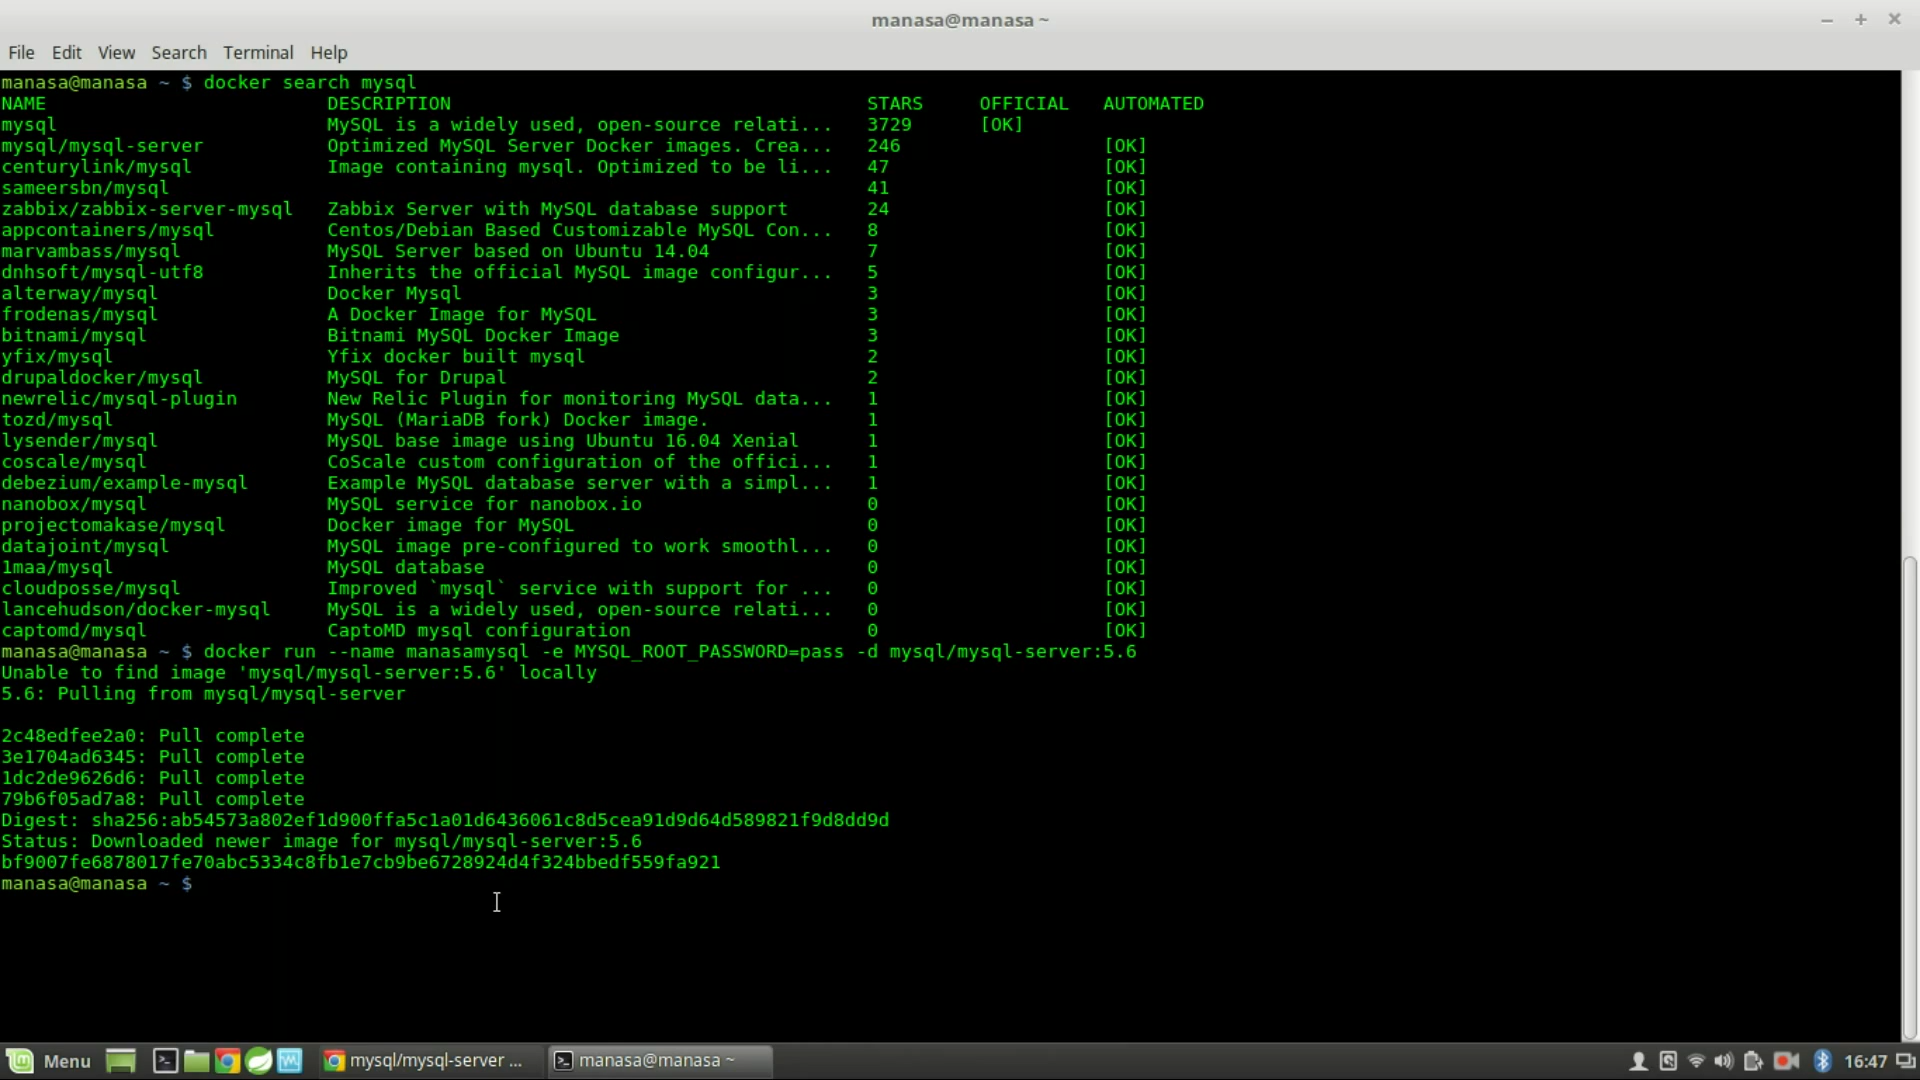 manasa@manasa ~
File Edit View Search Terminal Help
manasa@manasa ~ $ docker search mysql
NAME DESCRIPTION STARS OFFICIAL AUTOMATED
mysql MySQL is a widely used, open-source relati... 3729 [OK]
mysql/mysql-server Optimized MySQL Server Docker images. Crea... 246 [OK]
centurylink/mysql Image containing mysql. Optimized to be li... 47 [OK]
sameersbn/mysql 41 [OK]
zabbix/zabbix-server-mysql Zabbix Server with MySQL database support 24 [OK]
appcontainers/mysql Centos/Debian Based Customizable MySQL Con... 8 [OK]
marvambass/mysql MySQL Server based on Ubuntu 14.04 7 [OK]
dnhsoft/mysql-utf8 Inherits the official MySQL image configur... 5 [OK]
alterway/mysql Docker Mysql 3 [OK]
frodenas/mysql A Docker Image for MySQL 3 [OK]
bitnami/mysql Bitnami MySQL Docker Image 3 [OK]
yfix/mysql Yfix docker built mysql 2 [OK]
drupaldocker/mysql MySQL for Drupal 2 [OK]
newrelic/mysql-plugin New Relic Plugin for monitoring MySQL data... 1 [OK]
tozd/mysql MySQL (MariaDB fork) Docker image. 1 [OK]
lysender/mysql MySQL base image using Ubuntu 16.04 Xenial 1 [OK]
coscale/mysql CoScale custom configuration of the offici... 1 [OK]
debezium/example-mysql Example MySQL database server with a simpl... 1 [OK]
nanobox/mysql MySQL service for nanobox.io 0 [OK]
projectomakase/mysql Docker image for MySQL 0 [OK]
datajoint/mysql MySQL image pre-configured to work smoothl... 0 [OK]
1maa/mysql MySQL database 0 [OK]
cloudposse/mysql Improved `mysql` service with support for ... 0 [OK]
lancehudson/docker-mysql MySQL is a widely used, open-source relati... 0 [OK]
captomd/mysql CaptoMD mysql configuration 0 [OK]
manasa@manasa ~ $ docker run --name manasamysql -e MYSQL_ROOT_PASSWORD=pass -d mysql/mysql-server:5.6
Unable to find image 'mysql/mysql-server:5.6' locally
5.6: Pulling from mysql/mysql-server
2c48edfee2a0: Pull complete
3e1704ad6345: Pull complete
1dc2de9626d6: Pull complete
79b6f05ad7a8: Pull complete
Digest: sha256:ab54573a802ef1d900ffa5c1a01d6436061c8d5cea91d9d64d589821f9d8dd9d
Status: Downloaded newer image for mysql/mysql-server:5.6
bf9007fe6878017fe70abc5334c8fb1e7cb9be6728924d4f324bbedf559fa921
manasa@manasa ~ $
Menu mysql/mysql-server ... manasa@manasa ~ 16:47